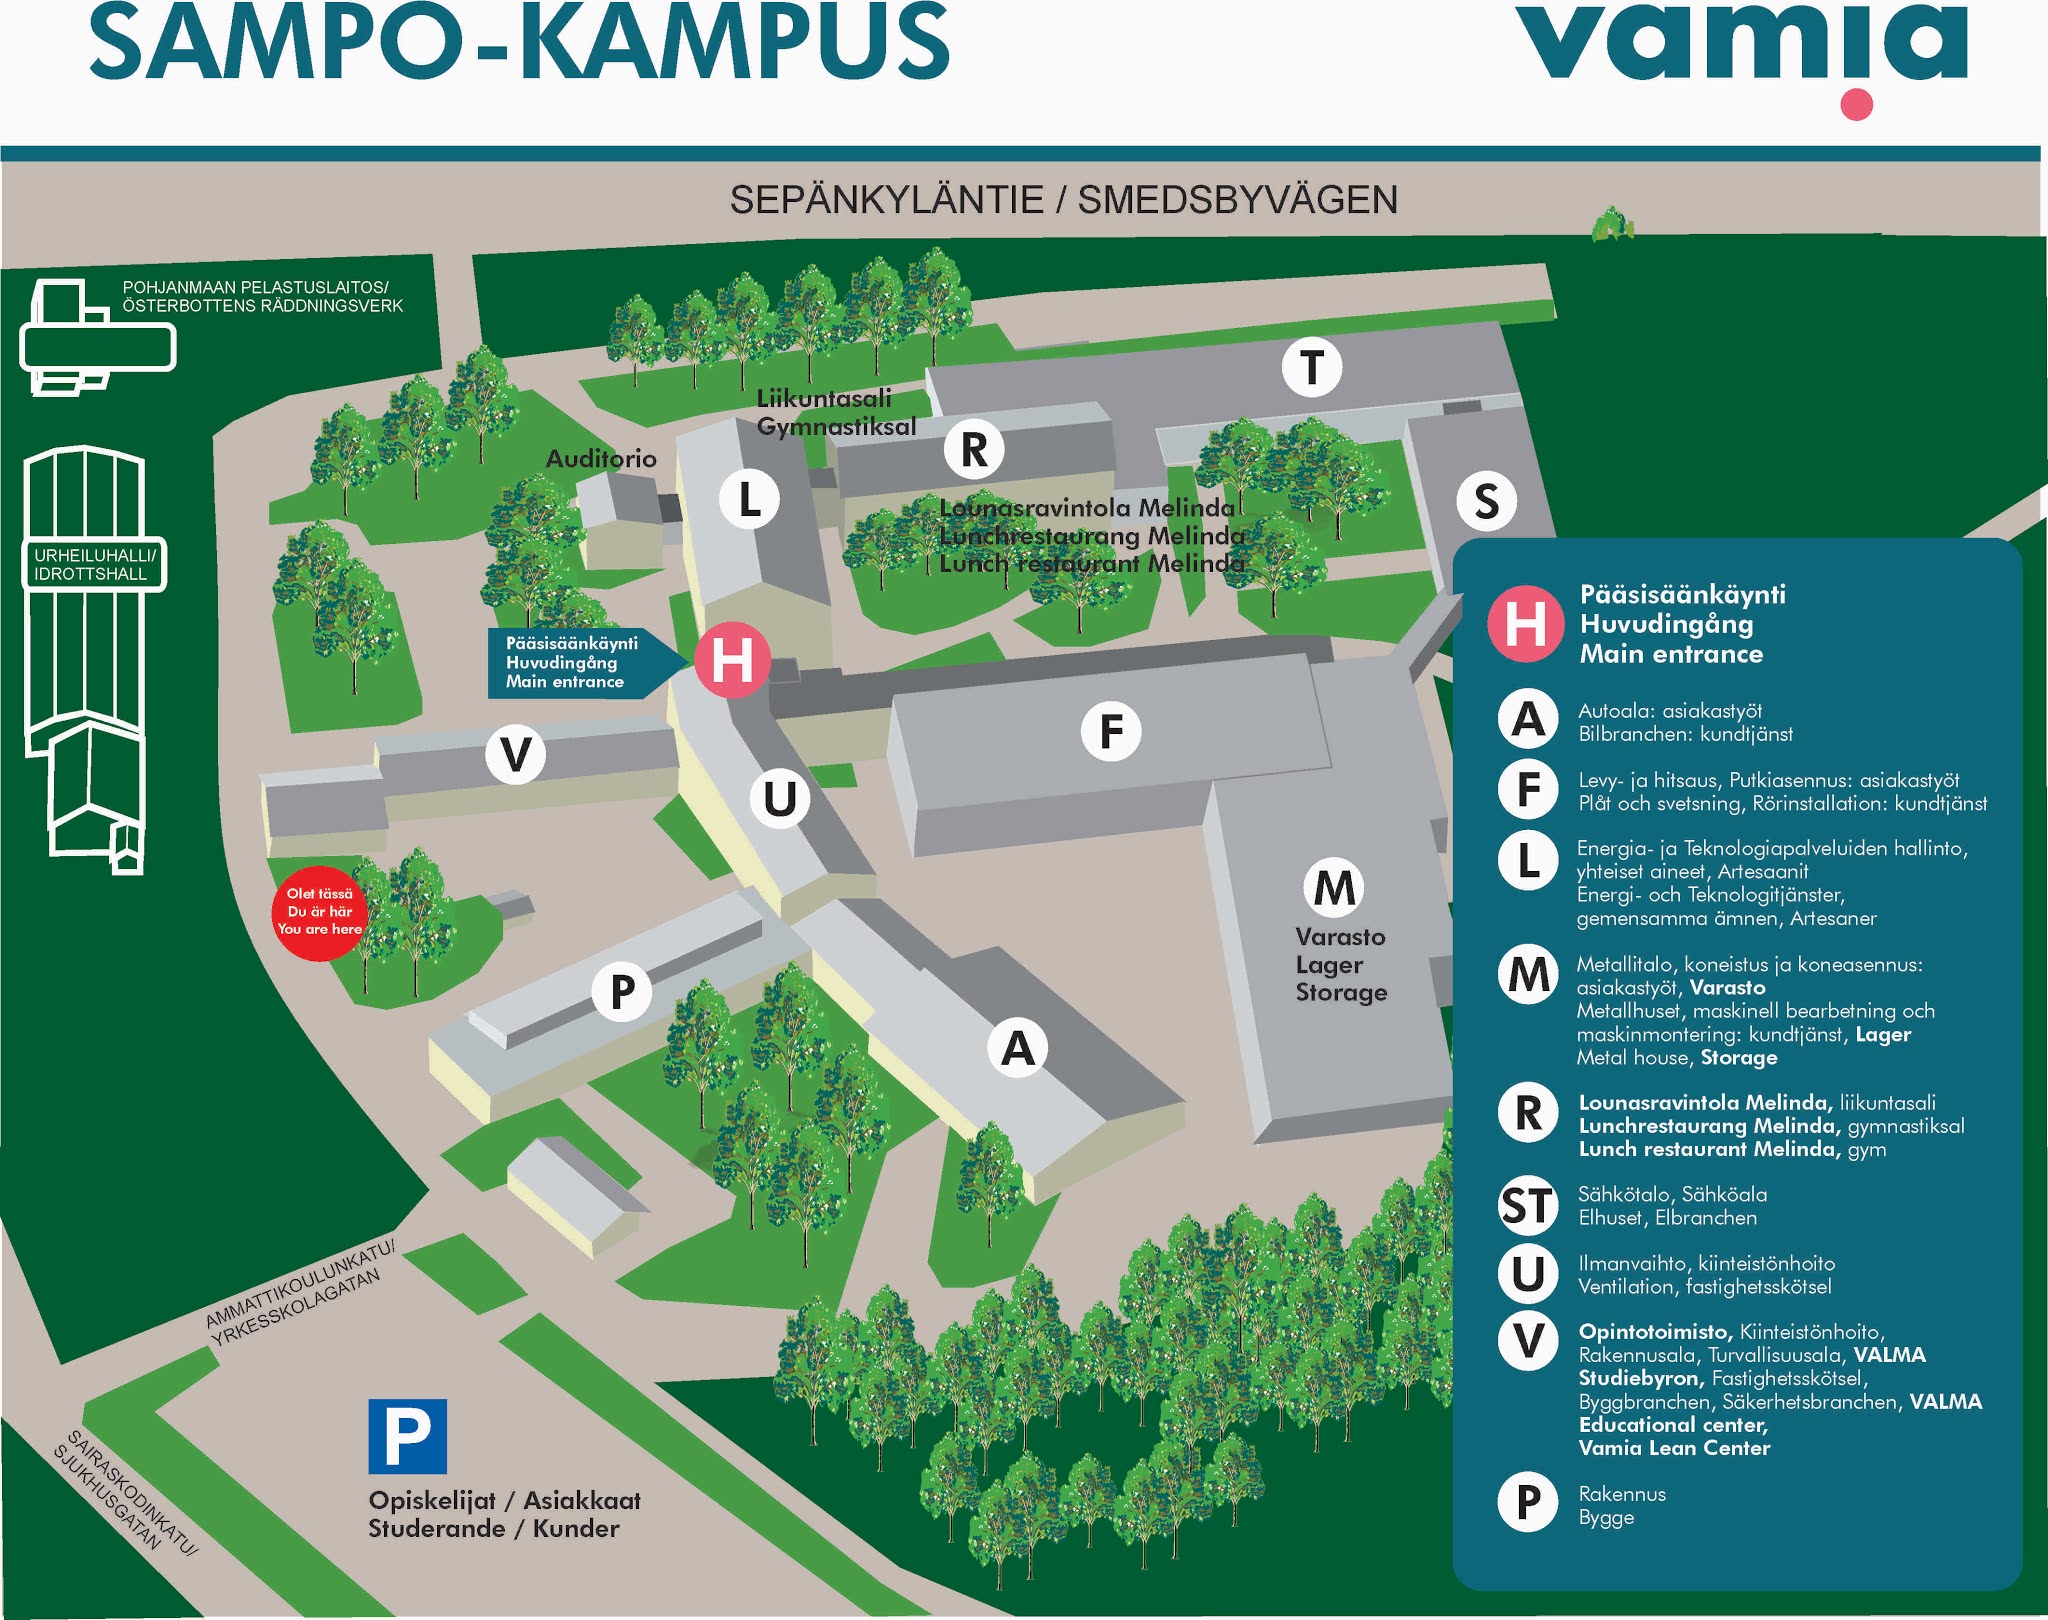 SAMPO-KAMPUS
vamia
SEPÄNKYLÄNTIE / SMEDSBYVÄGEN
POHJANMAAN PELASTUSLAITOS/
ÖSTERBOTTENS RÄDDNINGSVERK
URHEILUHALLI/
IDROTTSHALL
Liikuntasali
Gymnastiksal
Auditorio
T
R
L
S
Lounasravintola Melinda
Lunchrestaurang Melinda
Lunch restaurant Melinda
Pääsisäänkäynti
Huvudingång
Main entrance
H
V
F
U
M
Varasto
Lager
Storage
Olet tässä
Du är här
You are here
P
A
AMMATTIKOULUNKATU/
YRKESSKOLAGATAN
SAIRASKODINKATU/
SJUKHUSGATAN
P
Opiskelijat / Asiakkaat
Studerande / Kunder
H
Pääsisäänkäynti
Huvudingång
Main entrance
A
Autoala: asiakastyöt
Bilbranchen: kundtjänst
F
Levy- ja hitsaus, Putkiasennus: asiakastyöt
Plåt och svetsning, Rörinstallation: kundtjänst
L
Energia- ja Teknologiapalveluiden hallinto,
yhteiset aineet, Artesaanit
Energi- och Teknologitjänster,
gemensamma ämnen, Artesaner
M
Metallitalo, koneistus ja koneasennus:
asiakastyöt, Varasto
Metallhuset, maskinell bearbetning och
maskinmontering: kundtjänst, Lager
Metal house, Storage
R
Lounasravintola Melinda, liikuntasali
Lunchrestaurang Melinda, gymnastiksal
Lunch restaurant Melinda, gym
ST
Sähkötalo, Sähköala
Elhuset, Elbranchen
U
Ilmanvaihto, kiinteistönhoito
Ventilation, fastighetsskötsel
V
Opintotoimisto, Kiinteistönhoito,
Rakennusala, Turvallisuusala, VALMA
Studiebyron, Fastighetsskötsel,
Byggbranchen, Säkerhetsbranchen, VALMA
Educational center,
Vamia Lean Center
P
Rakennus
Bygge